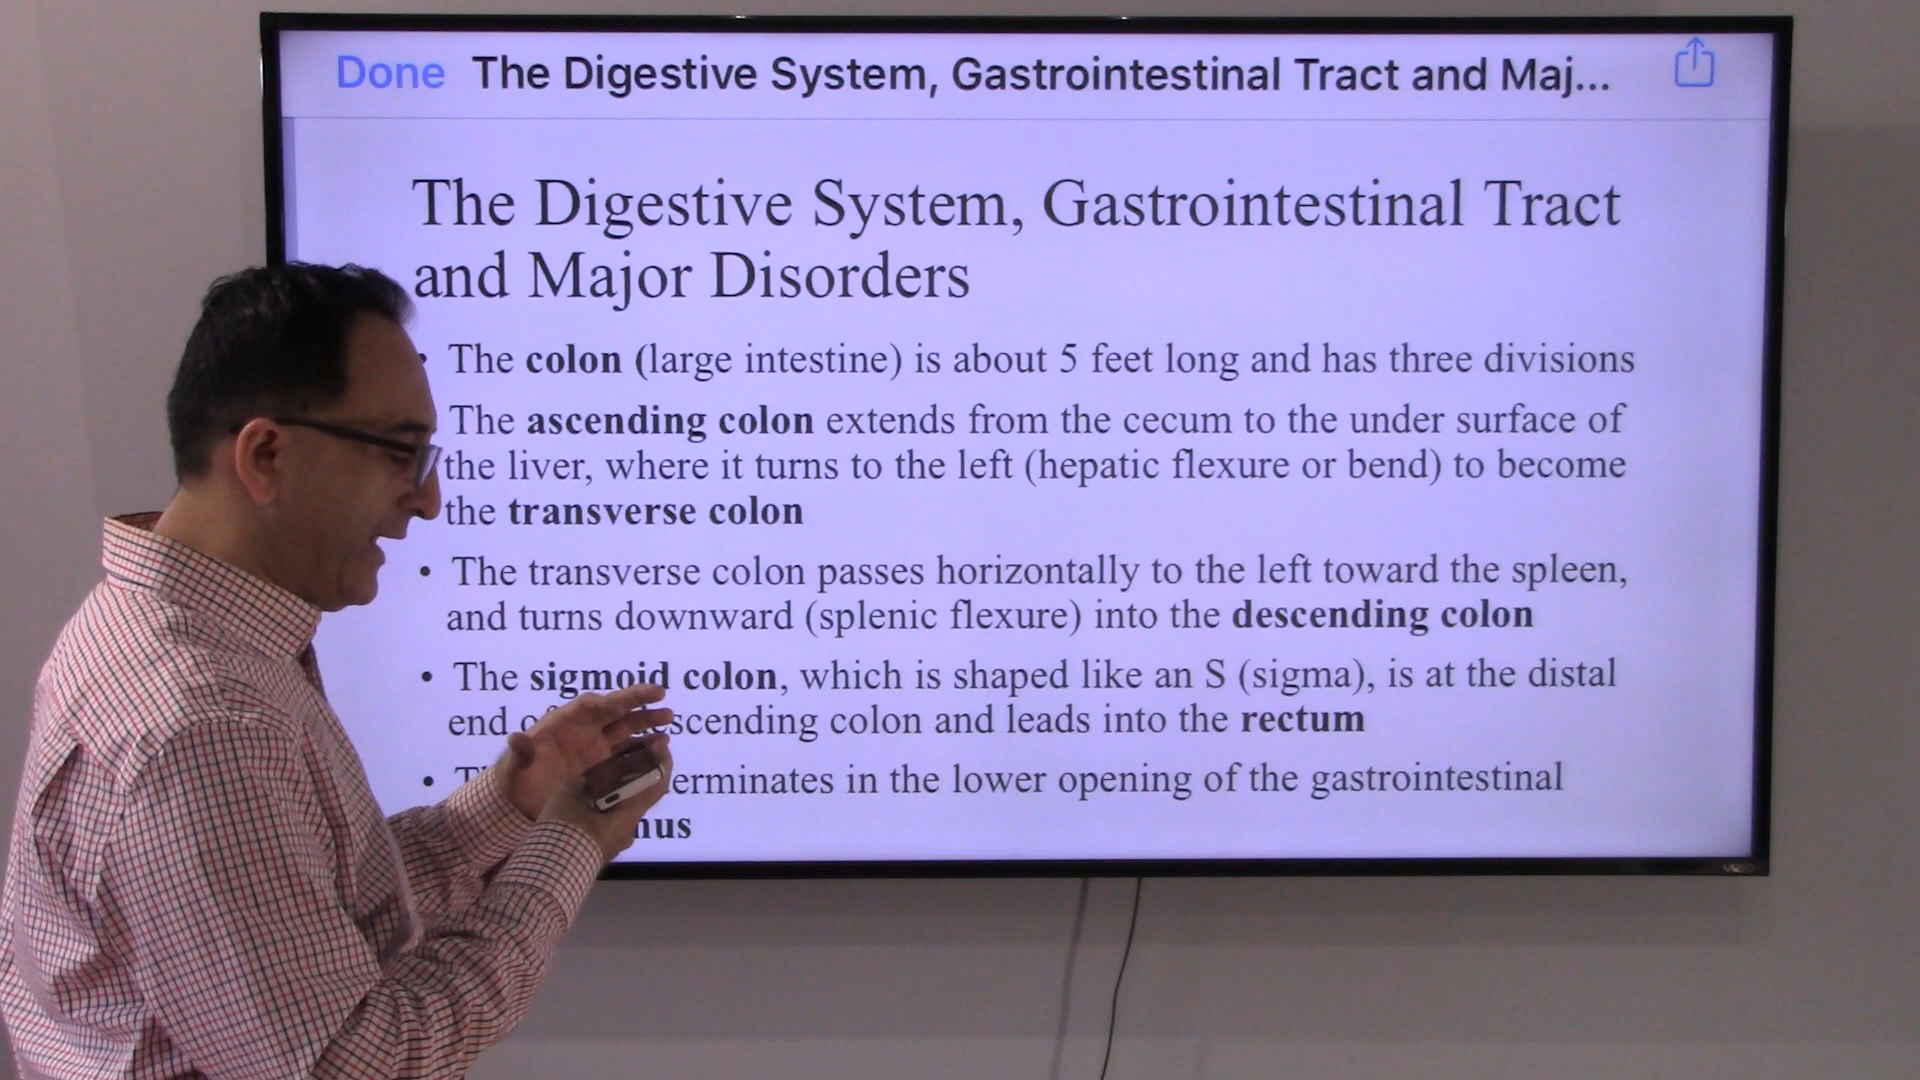 Done The Digestive System, Gastrointestinal Tract and Maj...
The Digestive System, Gastrointestinal Tract
and Major Disorders
• The colon (large intestine) is about 5 feet long and has three divisions
The ascending colon extends from the cecum to the under surface of
the liver, where it turns to the left (hepatic flexure or bend) to become
the transverse colon
• The transverse colon passes horizontally to the left toward the spleen,
and turns downward (splenic flexure) into the descending colon
• The sigmoid colon, which is shaped like an S (sigma), is at the distal
end descending colon and leads into the rectum
• terminates in the lower opening of the gastrointestinal
VIZIO